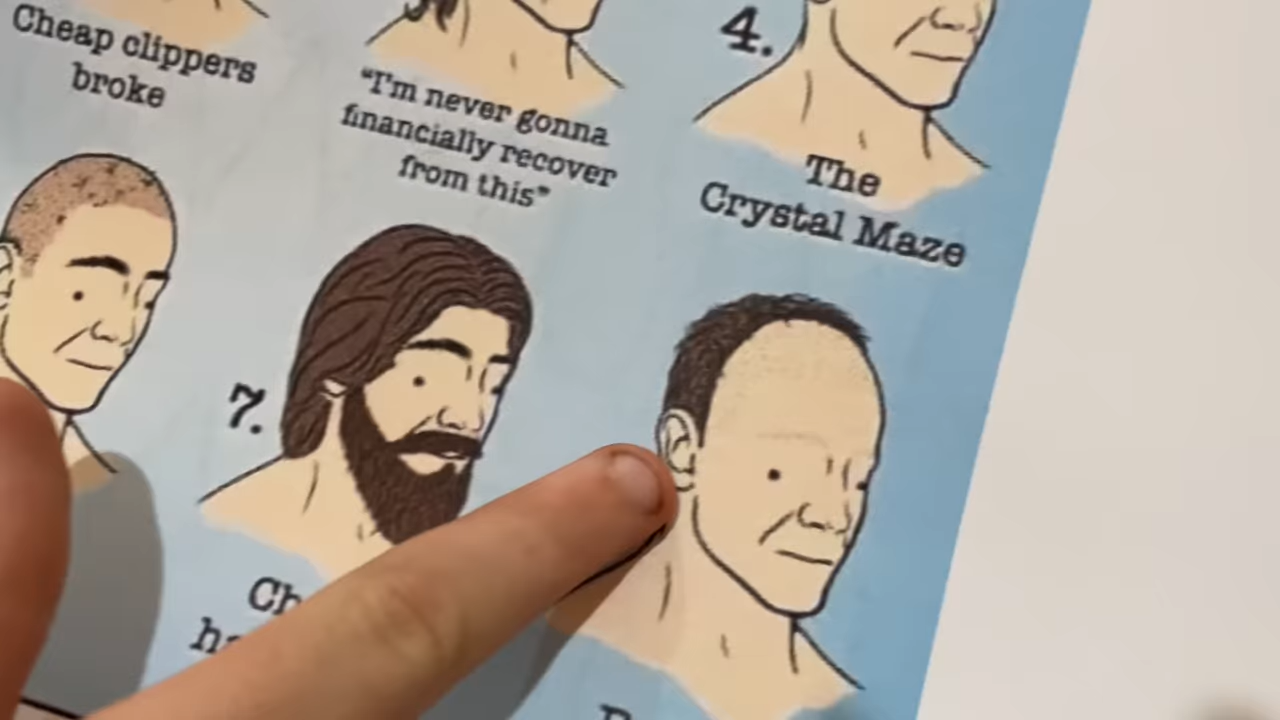 Cheap clippers
broke
"I'm never gonna
financially recover
from this"
4.
The
Crystal Maze
7.